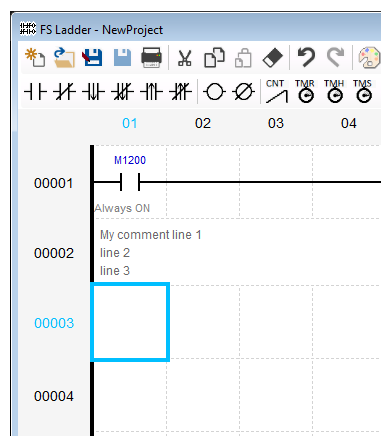 FS Ladder - NewProject
CNT TMR TMH TMS
01 02 03 04
M1200
00001
Always ON
My comment line 1
00002 line 2
line 3
00003
00004